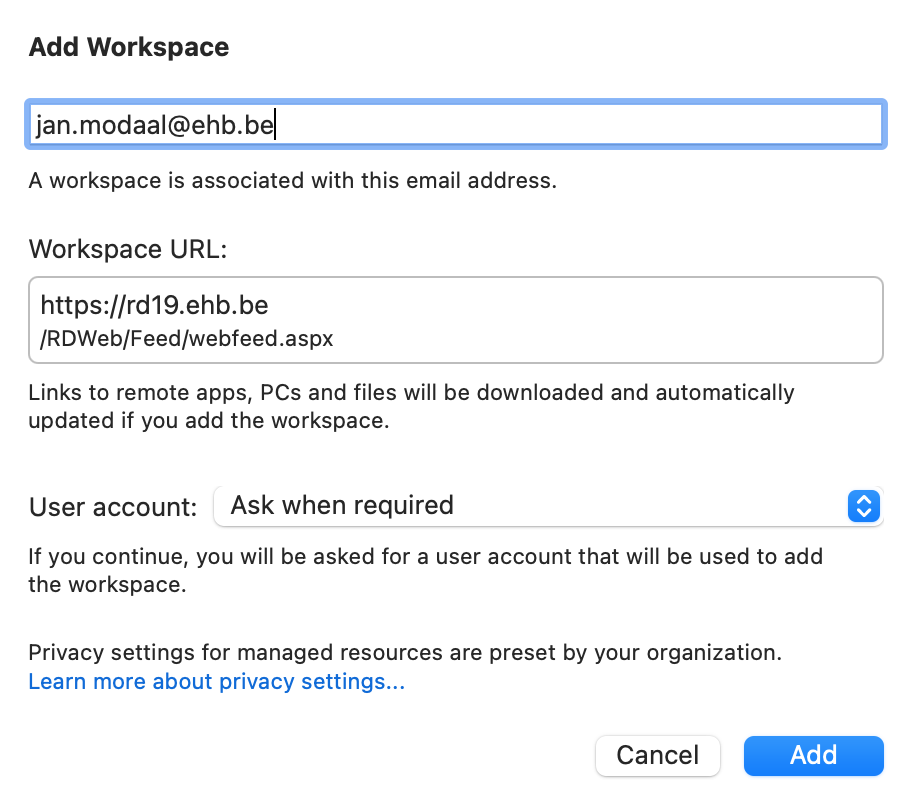 Add Workspace
jan.modaal@ehb.be
A workspace is associated with this email address.
Workspace URL:
https://rd19.ehb.be
/RDWeb/Feed/webfeed.aspx
Links to remote apps, PCs and files will be downloaded and automatically
updated if you add the workspace.
User account: Ask when required
If you continue, you will be asked for a user account that will be used to add
the workspace.
Privacy settings for managed resources are preset by your organization.
Learn more about privacy settings...
Cancel Add